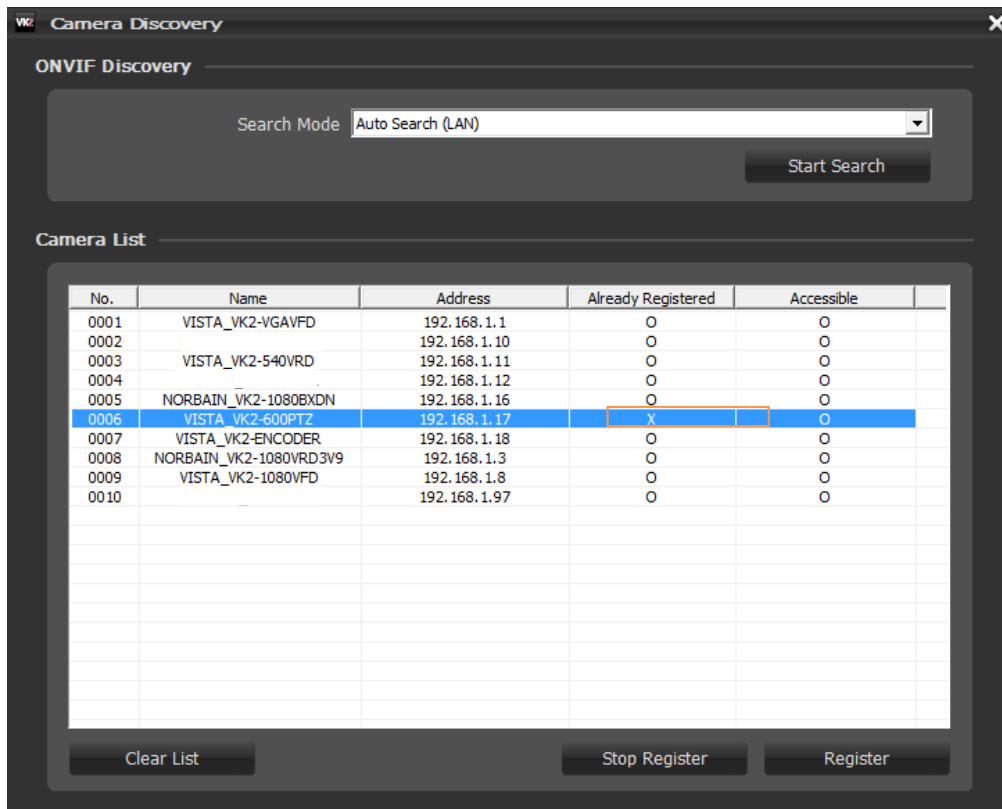 VK2 Camera Discovery
ONVIF Discovery
Search Mode Auto Search (LAN)
Start Search
Camera List
No. Name Address Already Registered Accessible
0001 VISTA_VK2-VGAVFD 192.168.1.1 O O
0002 192.168.1.10 O O
0003 VISTA_VK2-540VRD 192.168.1.11 O O
0004 192.168.1.12 O O
0005 NORBAIN_VK2-1080BXDN 192.168.1.16 O O
0006 VISTA_VK2-600PTZ 192.168.1.17 X O
0007 VISTA_VK2-ENCODER 192.168.1.18 O O
0008 NORBAIN_VK2-1080VRD3V9 192.168.1.3 O O
0009 VISTA_VK2-1080VFD 192.168.1.8 O O
0010 192.168.1.97 O O
Clear List Stop Register Register